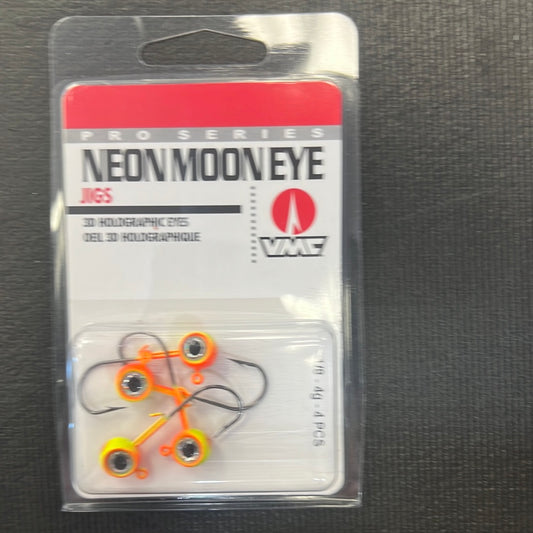 PRO SERIES
NEON MOON EYE
JIGS
3D HOLOGRAPHIC EYES
OEIL 3D HOLOGRAPHIQUE
VMC
1/8 - 4g - 4 PCS